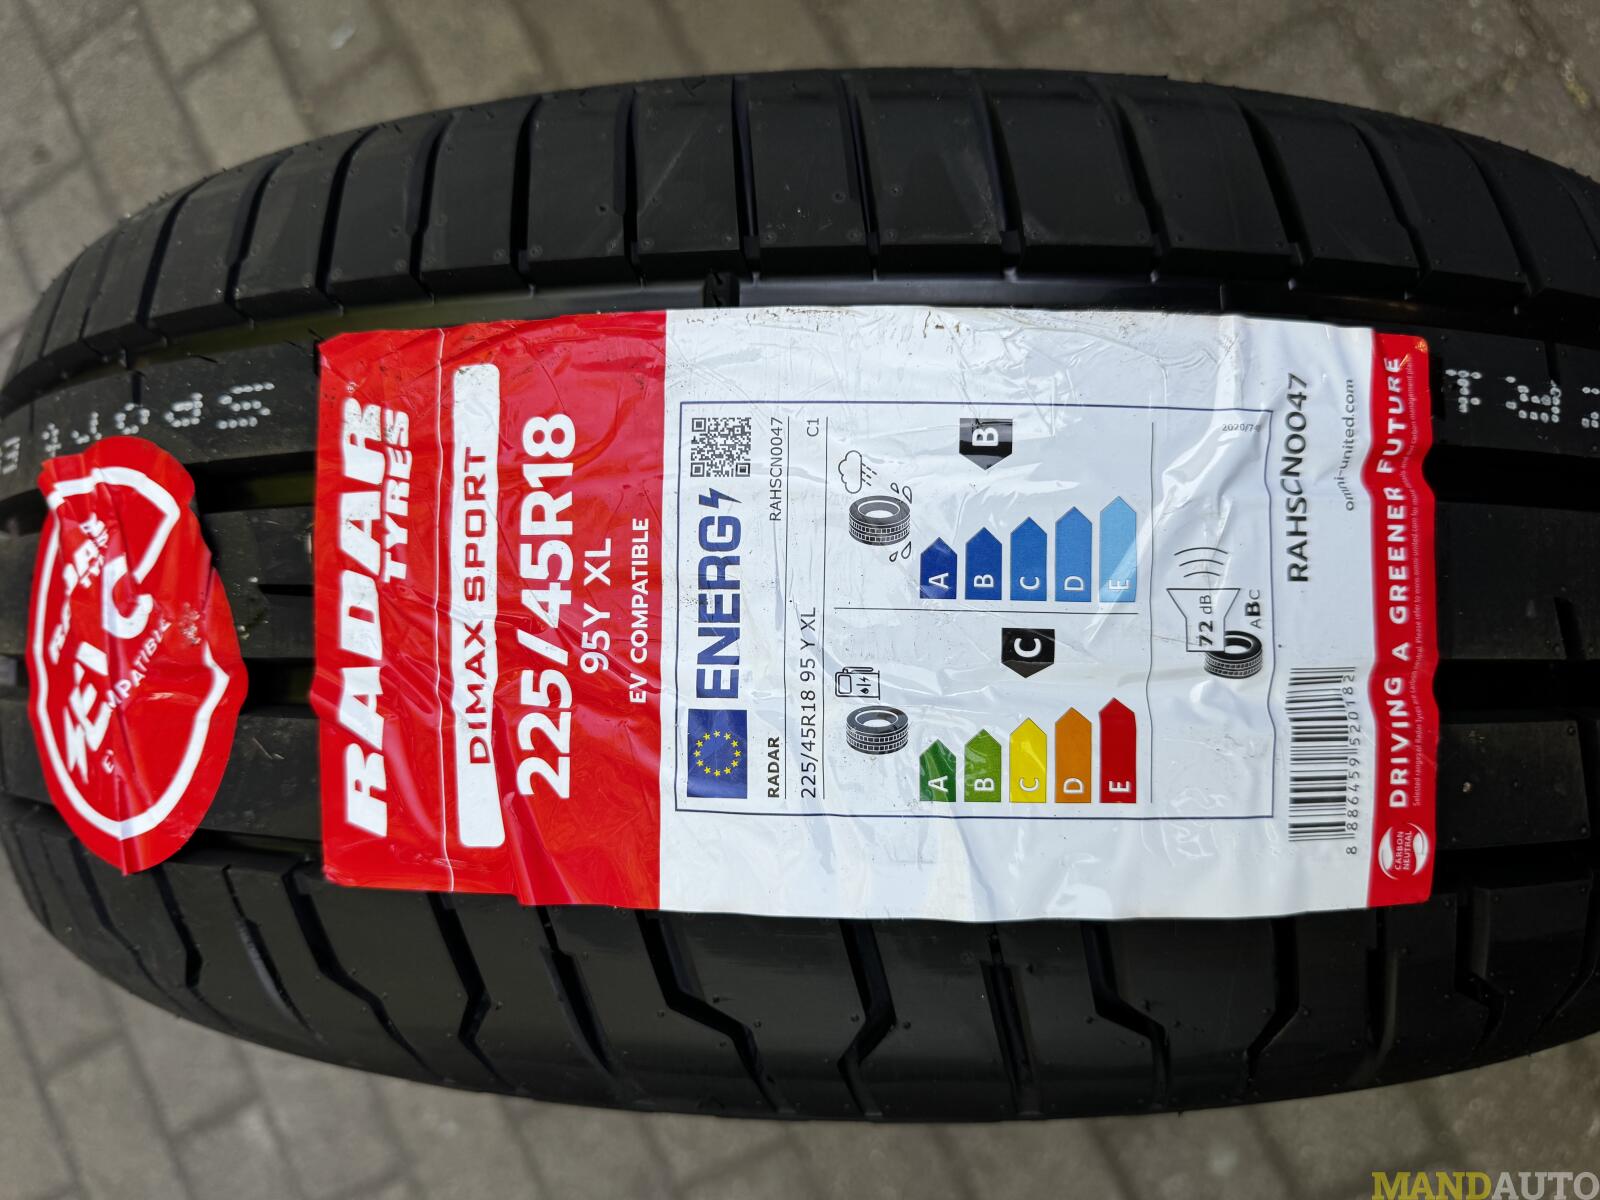 RADAR
TYRES
DIMAX SPORT
225/45R18
95Y XL
EV COMPATIBLE
ENERG
RADAR
RAHSCN0047
225/45R18 95 Y XL
C1
B
A
B
C
D
E
C
A
B
C
D
E
72 dB
ABC
RAHSCN0047
omni-united.com
8 886459 520182
DRIVING A GREENER FUTURE
CARBON
NEUTRAL
MANDAUTO